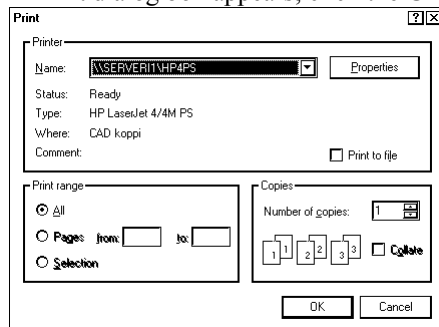 Print
? X
Printer
Name: \\SERVERI1\HP4PS
Properties
Status: Ready
Type: HP LaserJet 4/4M PS
Where: CAD koppi
Comment:
Print to file
Print range
All
Pages from: to:
Selection
Copies
Number of copies: 1
1 1 2 2 3 3
Collate
OK Cancel